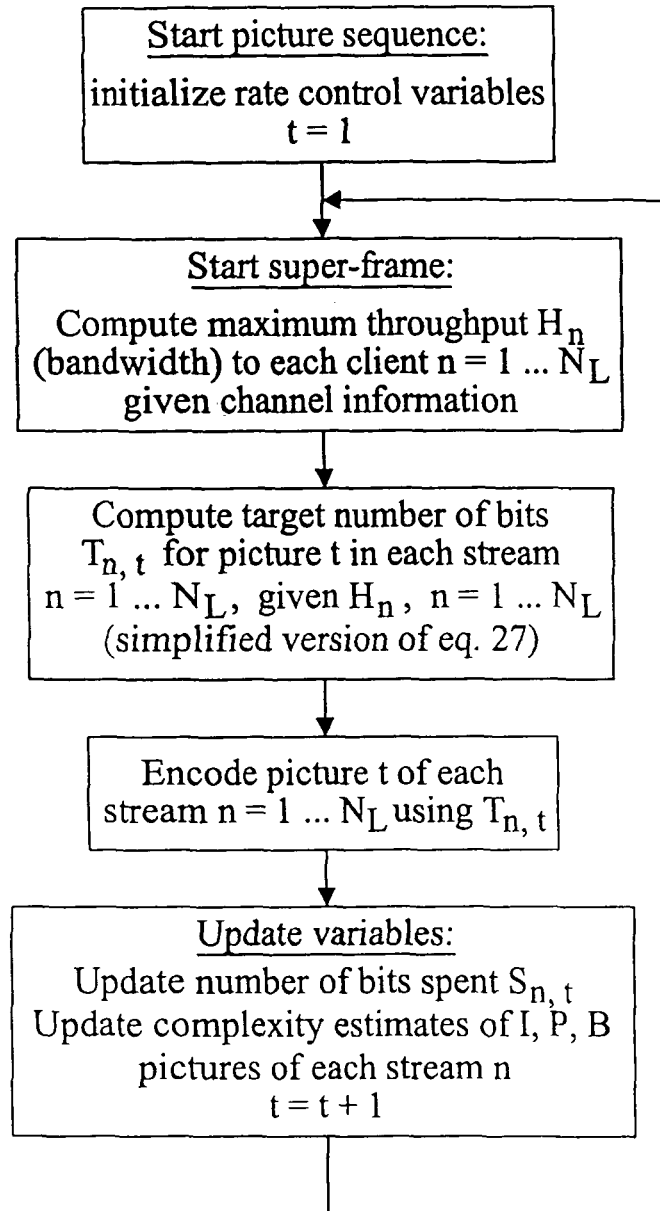 Start picture sequence:
initialize rate control variables
t = 1
Start super-frame:
Compute maximum throughput H_n
(bandwidth) to each client n = 1 ... N_L
given channel information
Compute target number of bits
T_{n, t} for picture t in each stream
n = 1 ... N_L, given H_n , n = 1 ... N_L
(simplified version of eq. 27)
Encode picture t of each
stream n = 1 ... N_L using T_{n, t}
Update variables:
Update number of bits spent S_{n, t}
Update complexity estimates of I, P, B
pictures of each stream n
t = t + 1